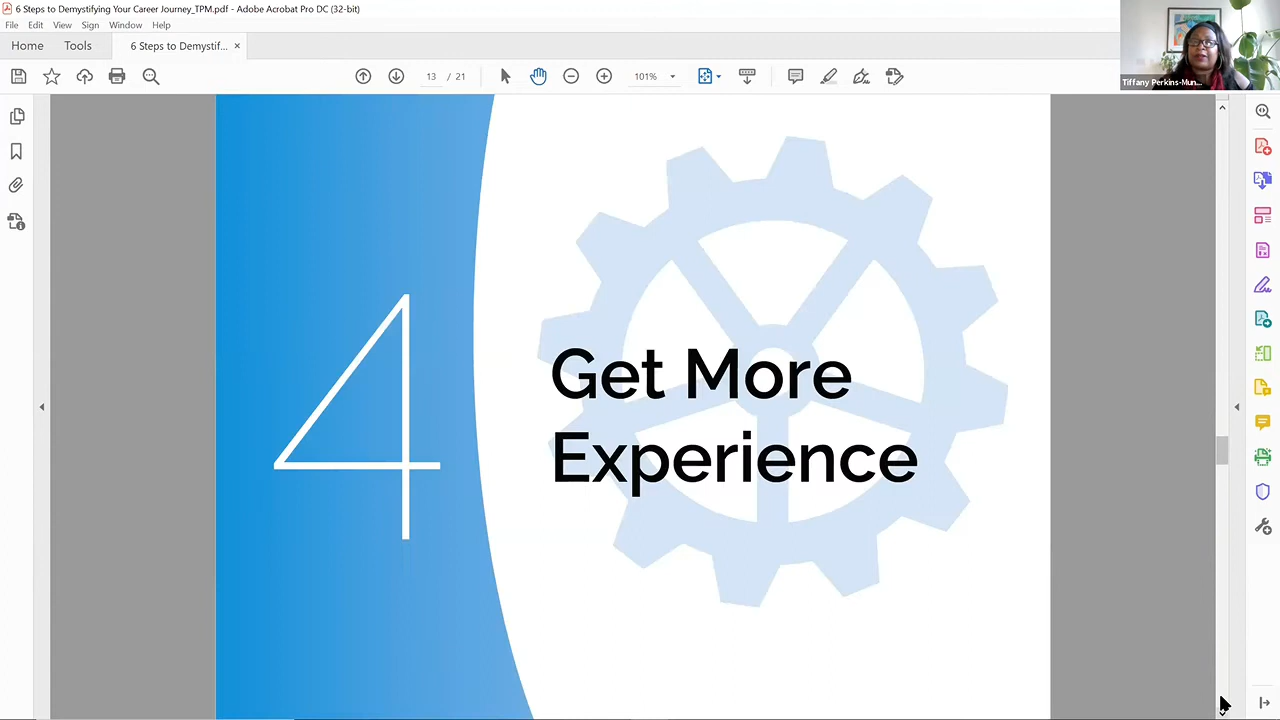 6 Steps to Demystifying Your Career Journey_TPM.pdf - Adobe Acrobat Pro DC (32-bit)
File Edit View Sign Window Help
Home Tools 6 Steps to Demystif... ×
13 / 21 101%
Tiffany Perkins-Mun...
4
Get More
Experience